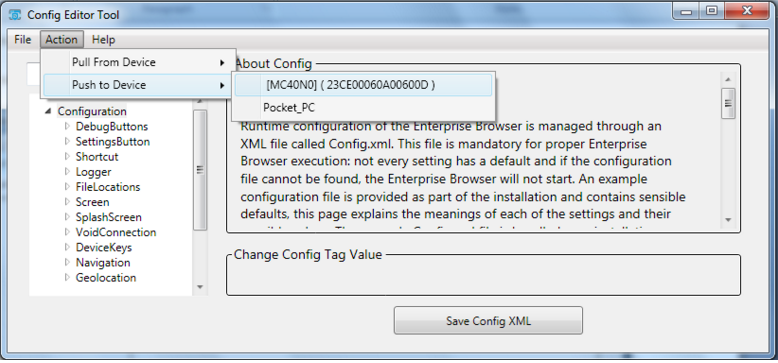 Config Editor Tool
File Action Help
Pull From Device
Push to Device
[MC40N0] ( 23CE00060A00600D )
Pocket_PC
Configuration
DebugButtons
SettingsButton
Shortcut
Logger
FileLocations
Screen
SplashScreen
VoidConnection
DeviceKeys
Navigation
Geolocation
About Config
Runtime configuration of the Enterprise Browser is managed through an
XML file called Config.xml. This file is mandatory for proper Enterprise
Browser execution: not every setting has a default and if the configuration
file cannot be found, the Enterprise Browser will not start. An example
configuration file is provided as part of the installation and contains sensible
defaults, this page explains the meanings of each of the settings and their
Change Config Tag Value
Save Config XML